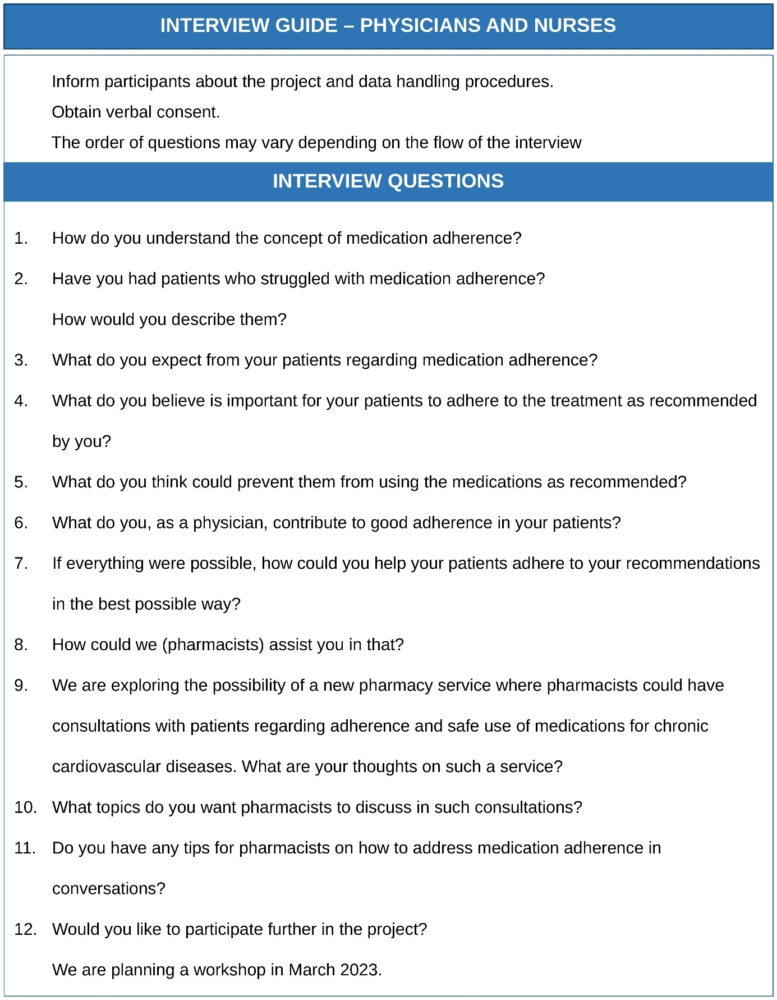 INTERVIEW GUIDE – PHYSICIANS AND NURSES
Inform participants about the project and data handling procedures.
Obtain verbal consent.
The order of questions may vary depending on the flow of the interview
INTERVIEW QUESTIONS
1. How do you understand the concept of medication adherence?
2. Have you had patients who struggled with medication adherence?
How would you describe them?
3. What do you expect from your patients regarding medication adherence?
4. What do you believe is important for your patients to adhere to the treatment as recommended
by you?
5. What do you think could prevent them from using the medications as recommended?
6. What do you, as a physician, contribute to good adherence in your patients?
7. If everything were possible, how could you help your patients adhere to your recommendations
in the best possible way?
8. How could we (pharmacists) assist you in that?
9. We are exploring the possibility of a new pharmacy service where pharmacists could have
consultations with patients regarding adherence and safe use of medications for chronic
cardiovascular diseases. What are your thoughts on such a service?
10. What topics do you want pharmacists to discuss in such consultations?
11. Do you have any tips for pharmacists on how to address medication adherence in
conversations?
12. Would you like to participate further in the project?
We are planning a workshop in March 2023.